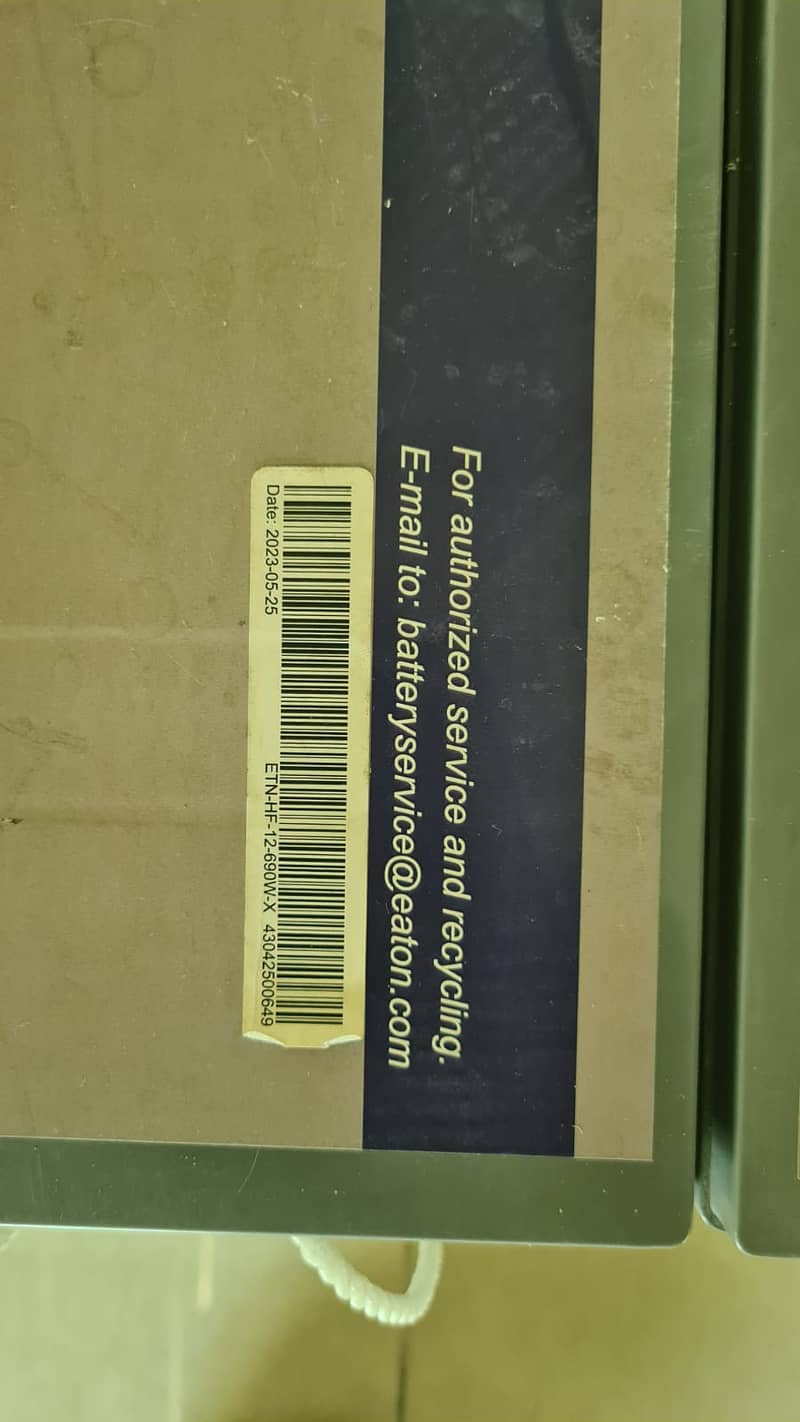 For authorized service and recycling.
E-mail to: batteryservice@eaton.com
Date: 2023-05-25 ETN-HF-12-690W-X 43042500649